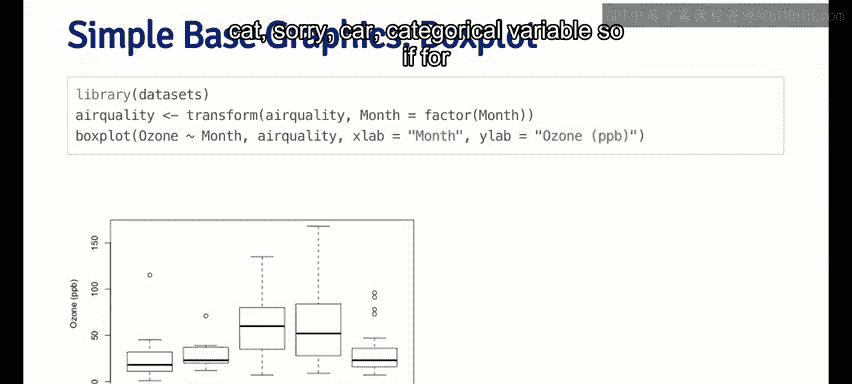 Simple Base Graphics: Boxplot
cat, sorry, car, categorical variable so
if for
library(datasets)
airquality <- transform(airquality, Month = factor(Month))
boxplot(Ozone ~ Month, airquality, xlab = "Month", ylab = "Ozone (ppb)")
150
100
50
0
Ozone (ppb)